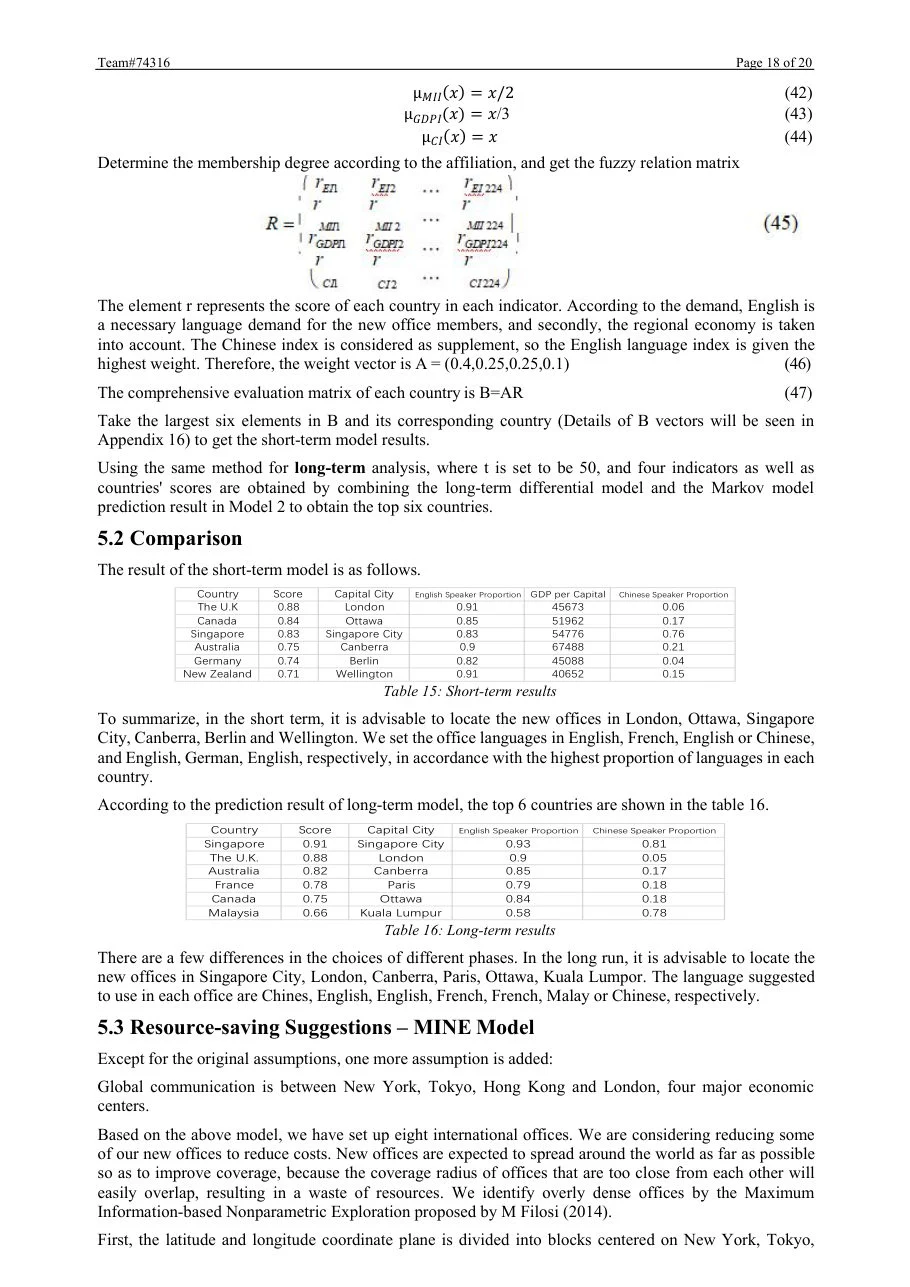 Team#74316 Page 18 of 20
μ_MII(x) = x/2 (42)
μ_GDPI(x) = x/3 (43)
μ_CI(x) = x (44)
Determine the membership degree according to the affiliation, and get the fuzzy relation matrix
r_EI1 r_EI2 … r_EI 224
r r r
R = MI1 MII 2 … MII 224 (45)
r_GDPI1 r_GDPI2 … r_GDPI224
r r r
CI1 CI2 … CI 224
The element r represents the score of each country in each indicator. According to the demand, English is
a necessary language demand for the new office members, and secondly, the regional economy is taken
into account. The Chinese index is considered as supplement, so the English language index is given the
highest weight. Therefore, the weight vector is A = (0.4,0.25,0.25,0.1) (46)
The comprehensive evaluation matrix of each country is B=AR (47)
Take the largest six elements in B and its corresponding country (Details of B vectors will be seen in
Appendix 16) to get the short-term model results.
Using the same method for long-term analysis, where t is set to be 50, and four indicators as well as
countries' scores are obtained by combining the long-term differential model and the Markov model
prediction result in Model 2 to obtain the top six countries.
5.2 Comparison
The result of the short-term model is as follows.
Country Score Capital City English Speaker Proportion GDP per Capital Chinese Speaker Proportion
The U.K 0.88 London 0.91 45673 0.06
Canada 0.84 Ottawa 0.85 51962 0.17
Singapore 0.83 Singapore City 0.83 54776 0.76
Australia 0.75 Canberra 0.9 67488 0.21
Germany 0.74 Berlin 0.82 45088 0.04
New Zealand 0.71 Wellington 0.91 40652 0.15
Table 15: Short-term results
To summarize, in the short term, it is advisable to locate the new offices in London, Ottawa, Singapore
City, Canberra, Berlin and Wellington. We set the office languages in English, French, English or Chinese,
and English, German, English, respectively, in accordance with the highest proportion of languages in each
country.
According to the prediction result of long-term model, the top 6 countries are shown in the table 16.
Country Score Capital City English Speaker Proportion Chinese Speaker Proportion
Singapore 0.91 Singapore City 0.93 0.81
The U.K. 0.88 London 0.9 0.05
Australia 0.82 Canberra 0.85 0.17
France 0.78 Paris 0.79 0.18
Canada 0.75 Ottawa 0.84 0.18
Malaysia 0.66 Kuala Lumpur 0.58 0.78
Table 16: Long-term results
There are a few differences in the choices of different phases. In the long run, it is advisable to locate the
new offices in Singapore City, London, Canberra, Paris, Ottawa, Kuala Lumpor. The language suggested
to use in each office are Chines, English, English, French, French, Malay or Chinese, respectively.
5.3 Resource-saving Suggestions – MINE Model
Except for the original assumptions, one more assumption is added:
Global communication is between New York, Tokyo, Hong Kong and London, four major economic
centers.
Based on the above model, we have set up eight international offices. We are considering reducing some
of our new offices to reduce costs. New offices are expected to spread around the world as far as possible
so as to improve coverage, because the coverage radius of offices that are too close from each other will
easily overlap, resulting in a waste of resources. We identify overly dense offices by the Maximum
Information-based Nonparametric Exploration proposed by M Filosi (2014).
First, the latitude and longitude coordinate plane is divided into blocks centered on New York, Tokyo,